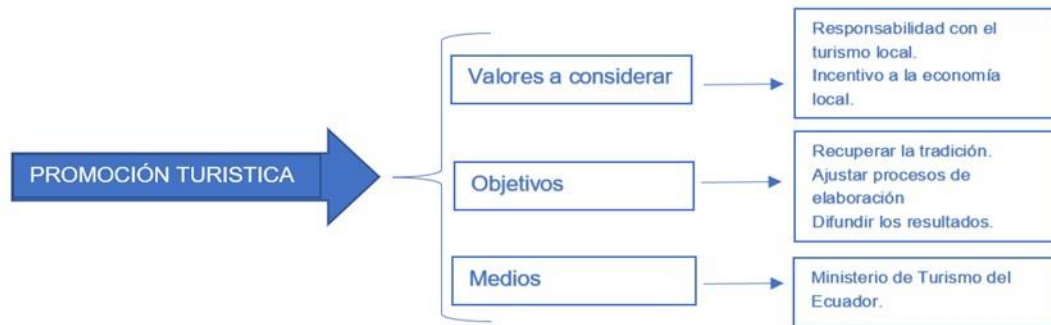 PROMOCIÓN TURISTICA
Valores a considerar
Responsabilidad con el
turismo local.
Incentivo a la economía
local.
Objetivos
Recuperar la tradición.
Ajustar procesos de
elaboración
Difundir los resultados.
Medios
Ministerio de Turismo del
Ecuador.